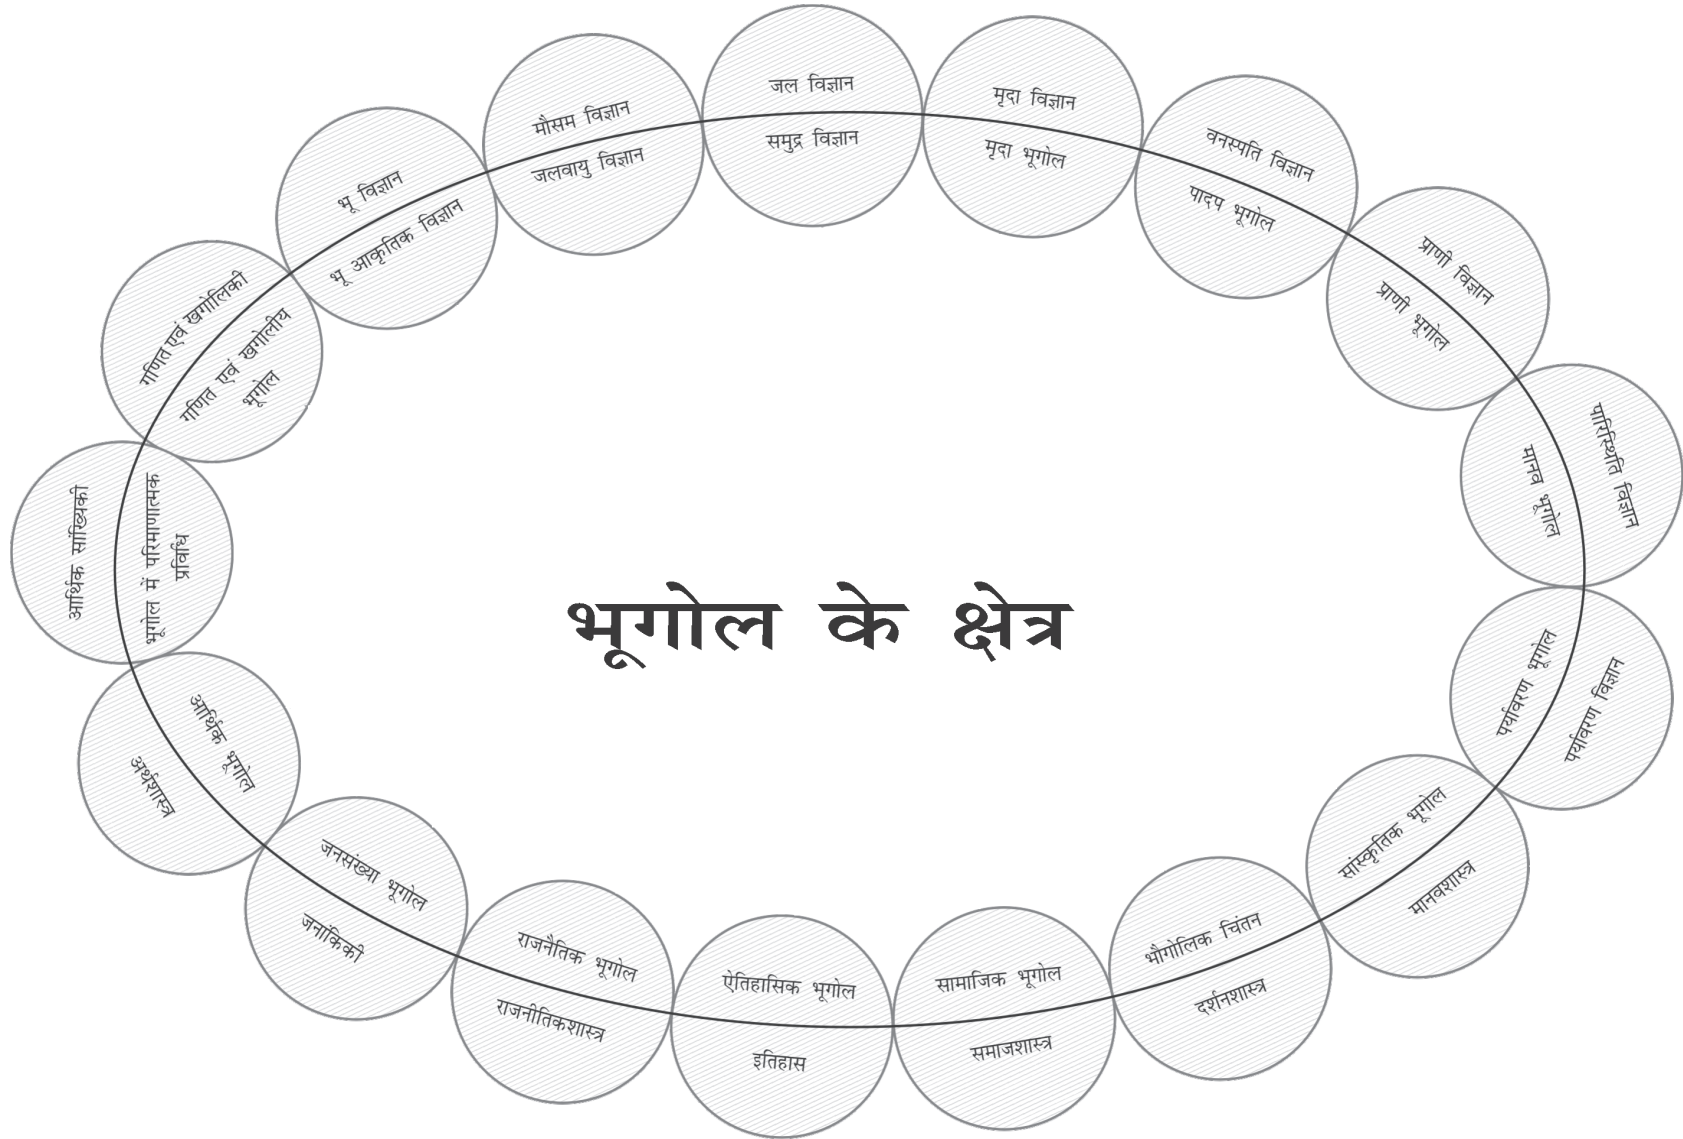 जल विज्ञान
समुद्र विज्ञान
मृदा विज्ञान
मृदा भूगोल
वनस्पति विज्ञान
पादप भूगोल
प्राणी विज्ञान
प्राणी भूगोल
पारिस्थिति विज्ञान
मानव भूगोल
पर्यावरण भूगोल
पर्यावरण विज्ञान
सांस्कृतिक भूगोल
मानवशास्त्र
भौगोलिक चिंतन
दर्शनशास्त्र
सामाजिक भूगोल
समाजशास्त्र
ऐतिहासिक भूगोल
इतिहास
राजनैतिक भूगोल
राजनीतिकशास्त्र
जनसंख्या भूगोल
जनांकिकी
आर्थिक भूगोल
अर्थशास्त्र
आर्थिक सांख्यिकी
भूगोल में परिमाणात्मक
प्रविधि
गणित एवं खगोलिकी
गणित एवं खगोलीय
भूगोल
भू विज्ञान
भू आकृतिक विज्ञान
मौसम विज्ञान
जलवायु विज्ञान
भूगोल के क्षेत्र